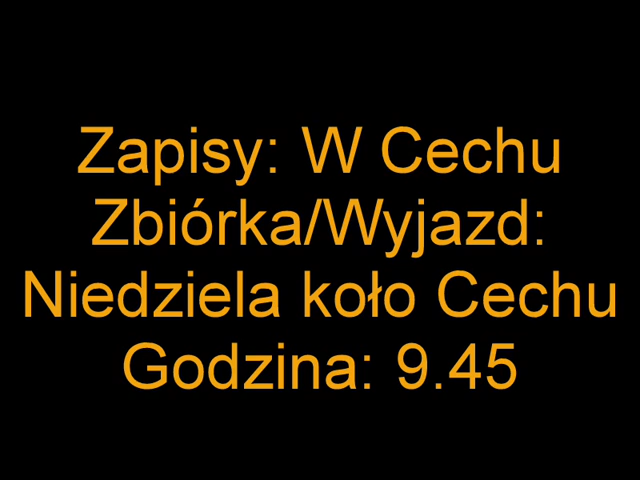 Zapisy: W Cechu
Zbiórka/Wyjazd:
Niedziela koło Cechu
Godzina: 9.45